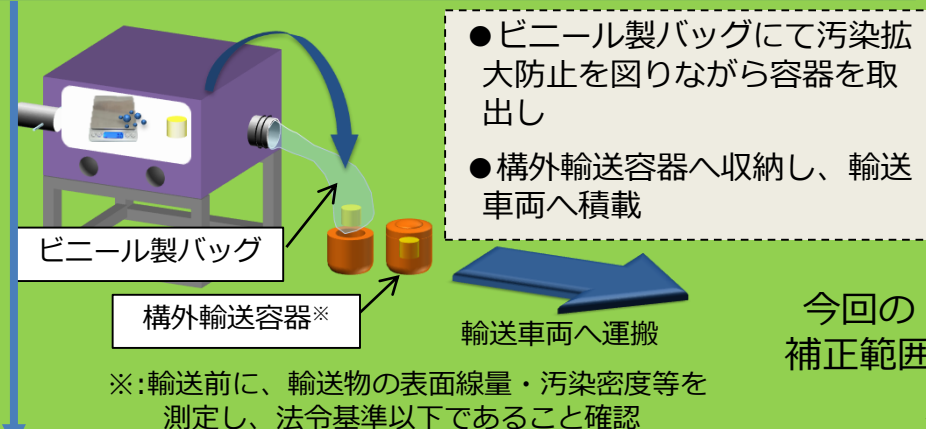 ●ビニール製バッグにて汚染拡
大防止を図りながら容器を取
出し
●構外輸送容器へ収納し、輸送
車両へ積載
ビニール製バッグ
構外輸送容器※
輸送車両へ運搬
今回の
補正範囲
※:輸送前に、輸送物の表面線量・汚染密度等を
測定し、法令基準以下であること確認